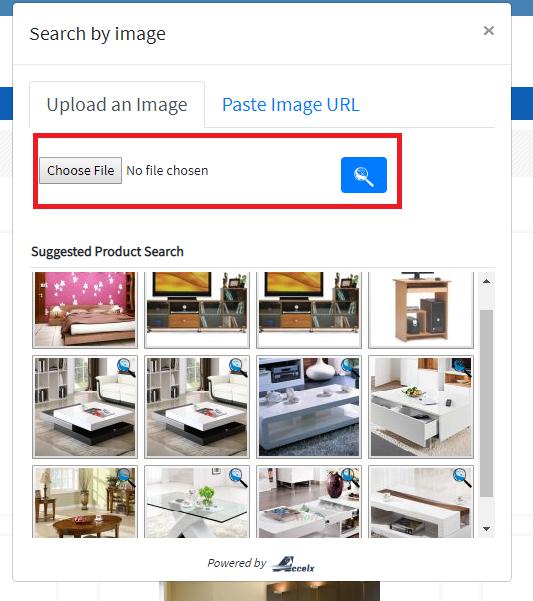 Search by image ×
Upload an Image Paste Image URL
Choose File No file chosen
Suggested Product Search
Powered by Accelx